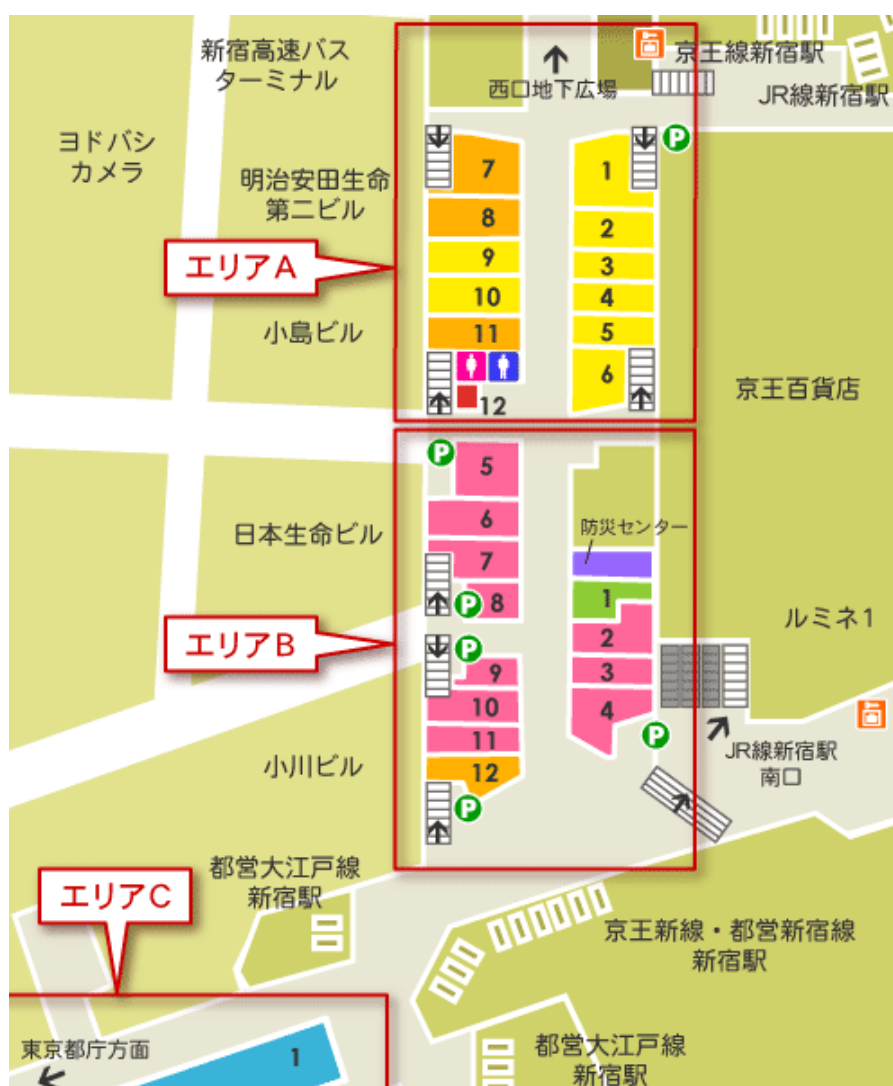 新宿高速バス
ターミナル
西口地下広場
京王線新宿駅
JR線新宿駅
ヨドバシ
カメラ
明治安田生命
第二ビル
エリアA
小島ビル
7
8
9
10
11
12
1
2
3
4
5
6
P
京王百貨店
P
5
6
7
8
P
日本生命ビル
防災センター
1
2
3
4
ルミネ1
エリアB
P
9
10
11
12
P
P
小川ビル
JR線新宿駅
南口
都営大江戸線
新宿駅
エリアC
京王新線・都営新宿線
新宿駅
東京都庁方面
1
都営大江戸線
新宿駅